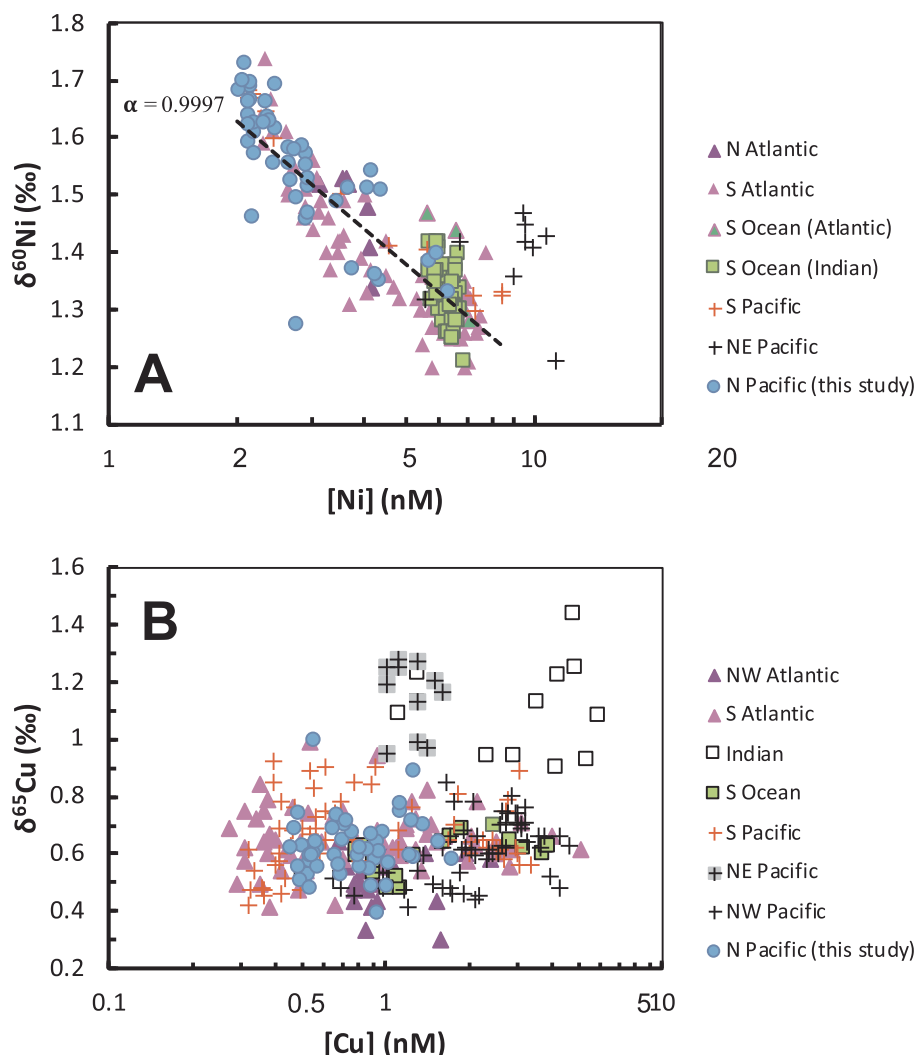 1.8
1.7
α = 0.9997
1.6
1.5
1.4
1.3
1.2
1.1
δ60Ni (‰)
A
1 2 5 10 20
[Ni] (nM)
N Atlantic
S Atlantic
S Ocean (Atlantic)
S Ocean (Indian)
S Pacific
NE Pacific
N Pacific (this study)
1.6
1.4
1.2
1
0.8
0.6
0.4
0.2
δ65Cu (‰)
B
0.1 0.5 1 510
[Cu] (nM)
NW Atlantic
S Atlantic
Indian
S Ocean
S Pacific
NE Pacific
NW Pacific
N Pacific (this study)